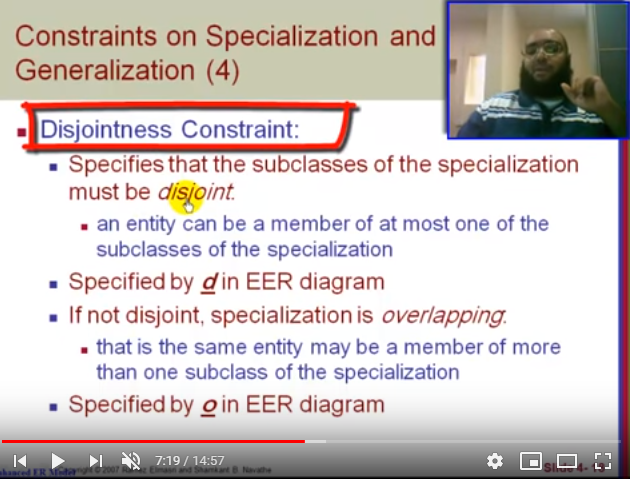 Constraints on Specialization and
Generalization (4)
Disjointness Constraint:
Specifies that the subclasses of the specialization
must be disjoint.
an entity can be a member of at most one of the
subclasses of the specialization
Specified by d in EER diagram
If not disjoint, specialization is overlapping:
that is the same entity may be a member of more
than one subclass of the specialization
Specified by o in EER diagram
7:19 / 14:57
nhanced ER Model Copyright © 2007 Ramez Elmasri and Shamkant B. Navathe Slide 4-